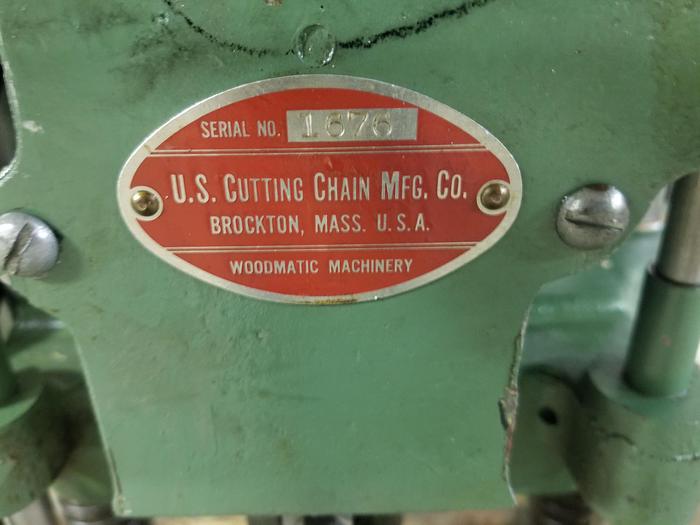 SERIAL NO. 1676
U.S. CUTTING CHAIN MFG. CO.
BROCKTON, MASS. U.S.A.
WOODMATIC MACHINERY